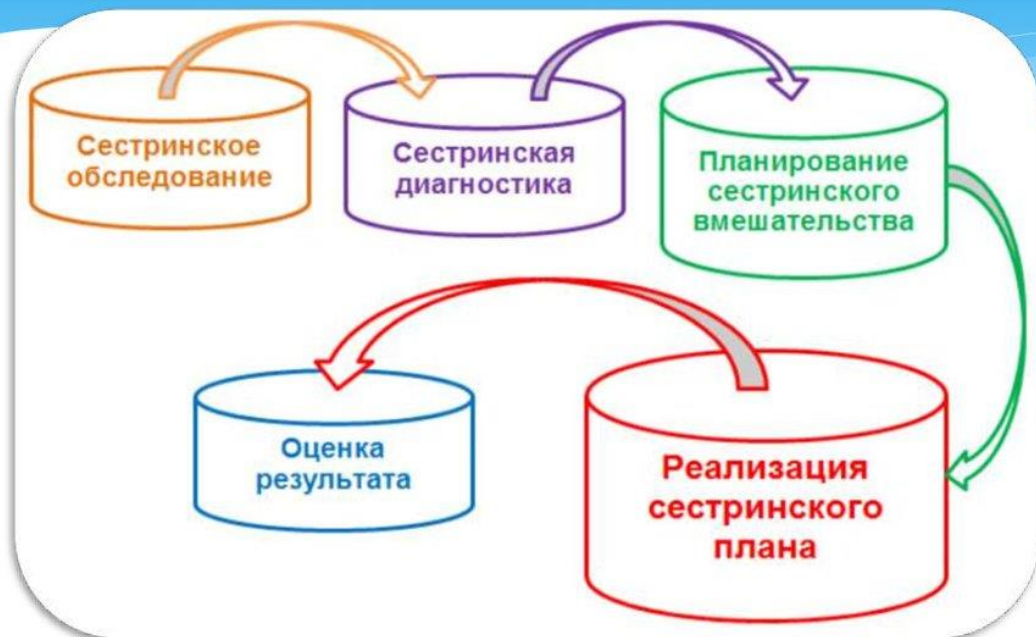 Сестринское
обследование
Сестринская
диагностика
Планирование
сестринского
вмешательства
Реализация
сестринского
плана
Оценка
результата